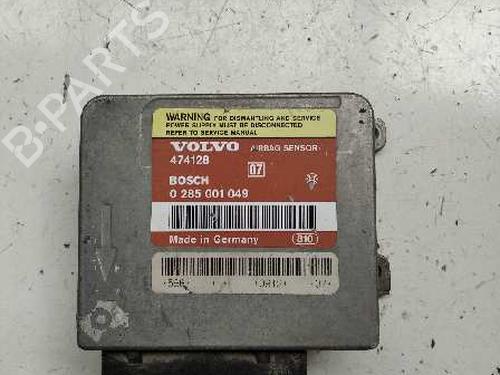 B-PARTS
WARNING FOR DISMANTLING AND SERVICE
POWER SUPPLY MUST BE DISCONNECTED
REFER TO SERVICE MANUAL
VOLVO AIRBAG SENSOR
474128
07
BOSCH
0 285 001 049
Made in Germany 810